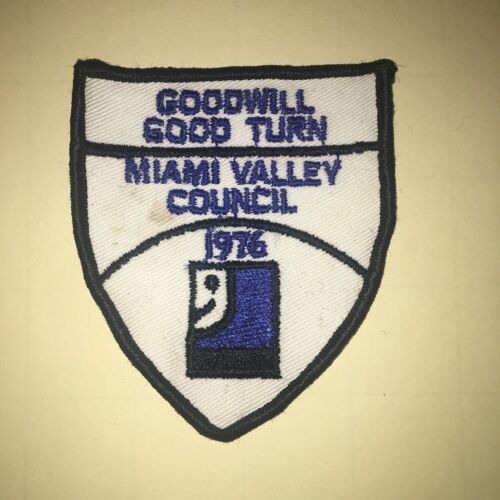 GOODWILL
GOOD TURN
MIAMI VALLEY
COUNCIL
1976